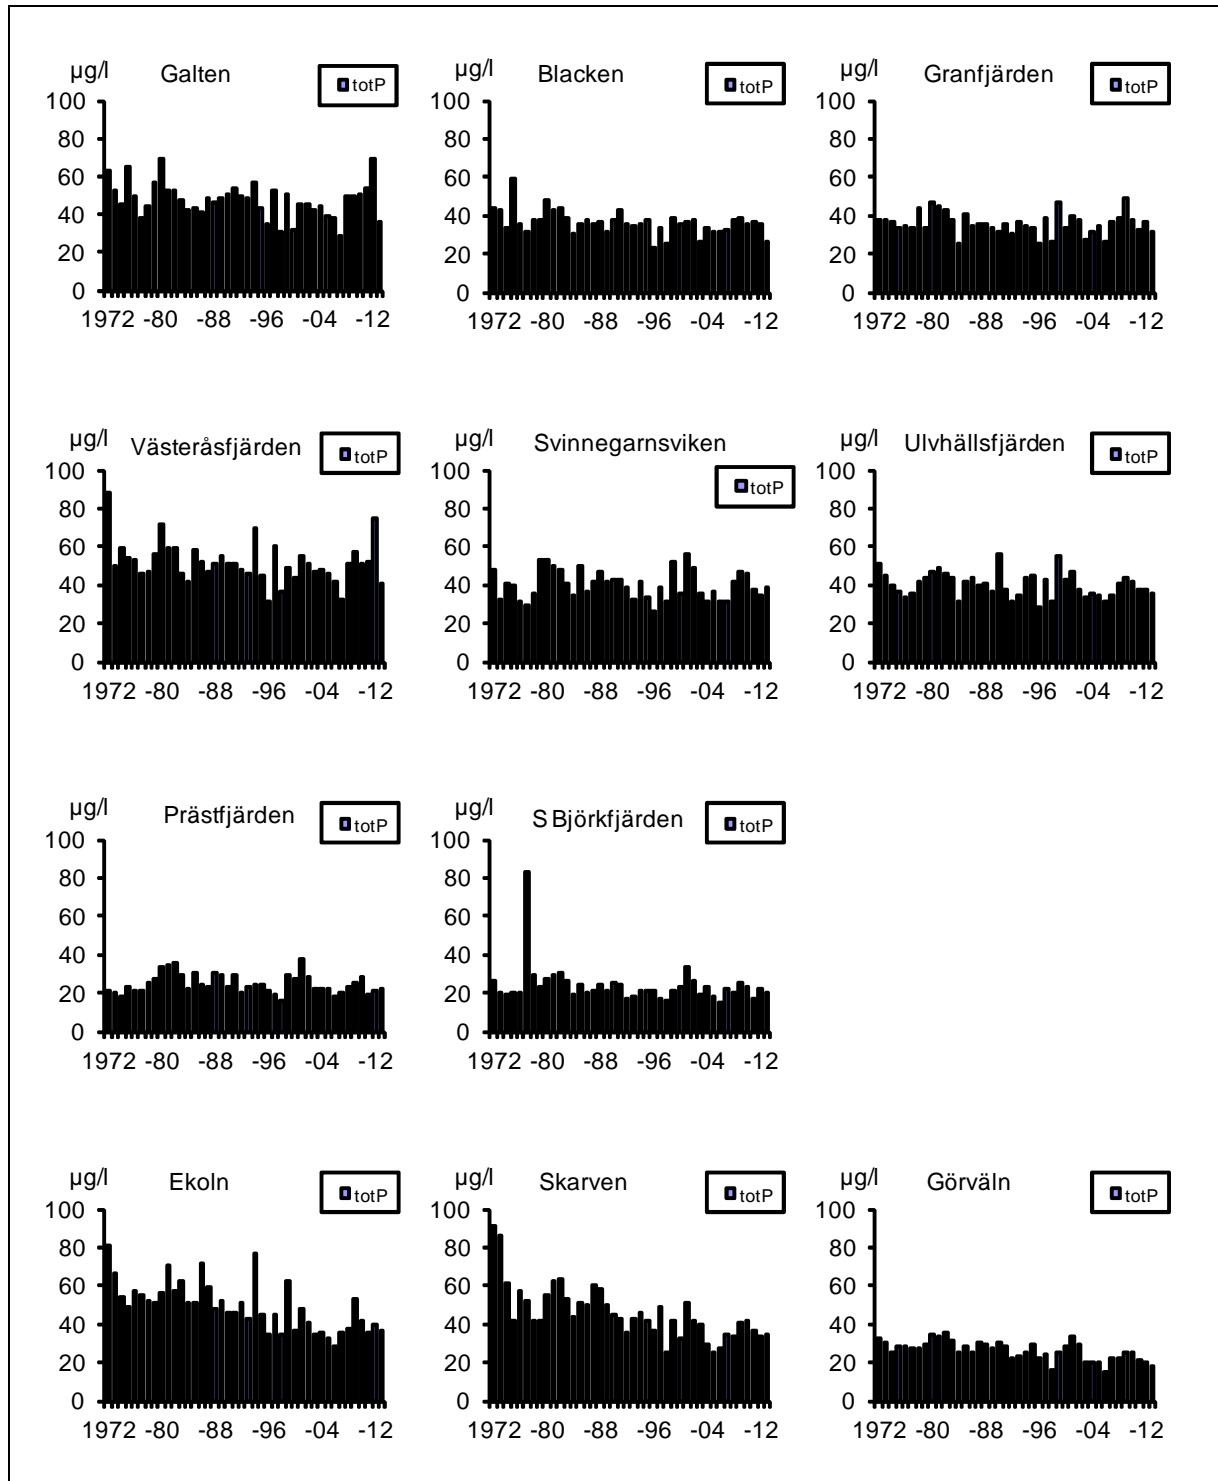 µg/l Galten totP
100
80
60
40
20
0
1972 -80 -88 -96 -04 -12
µg/l Blacken totP
100
80
60
40
20
0
1972 -80 -88 -96 -04 -12
µg/l Granfjärden totP
100
80
60
40
20
0
1972 -80 -88 -96 -04 -12
µg/l Västeråsfjärden totP
100
80
60
40
20
0
1972 -80 -88 -96 -04 -12
µg/l Svinnegarnsviken
totP
100
80
60
40
20
0
1972 -80 -88 -96 -04 -12
µg/l Ulvhällsfjärden totP
100
80
60
40
20
0
1972 -80 -88 -96 -04 -12
µg/l Prästfjärden totP
100
80
60
40
20
0
1972 -80 -88 -96 -04 -12
µg/l S Björkfjärden totP
100
80
60
40
20
0
1972 -80 -88 -96 -04 -12
µg/l Ekoln totP
100
80
60
40
20
0
1972 -80 -88 -96 -04 -12
µg/l Skarven totP
100
80
60
40
20
0
1972 -80 -88 -96 -04 -12
µg/l Görväln totP
100
80
60
40
20
0
1972 -80 -88 -96 -04 -12